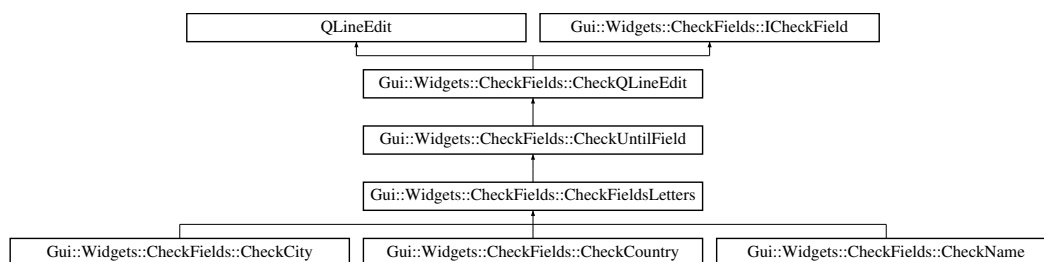 QLineEdit
Gui::Widgets::CheckFields::ICheckField
Gui::Widgets::CheckFields::CheckQLineEdit
Gui::Widgets::CheckFields::CheckUntilField
Gui::Widgets::CheckFields::CheckFieldsLetters
Gui::Widgets::CheckFields::CheckCity
Gui::Widgets::CheckFields::CheckCountry
Gui::Widgets::CheckFields::CheckName